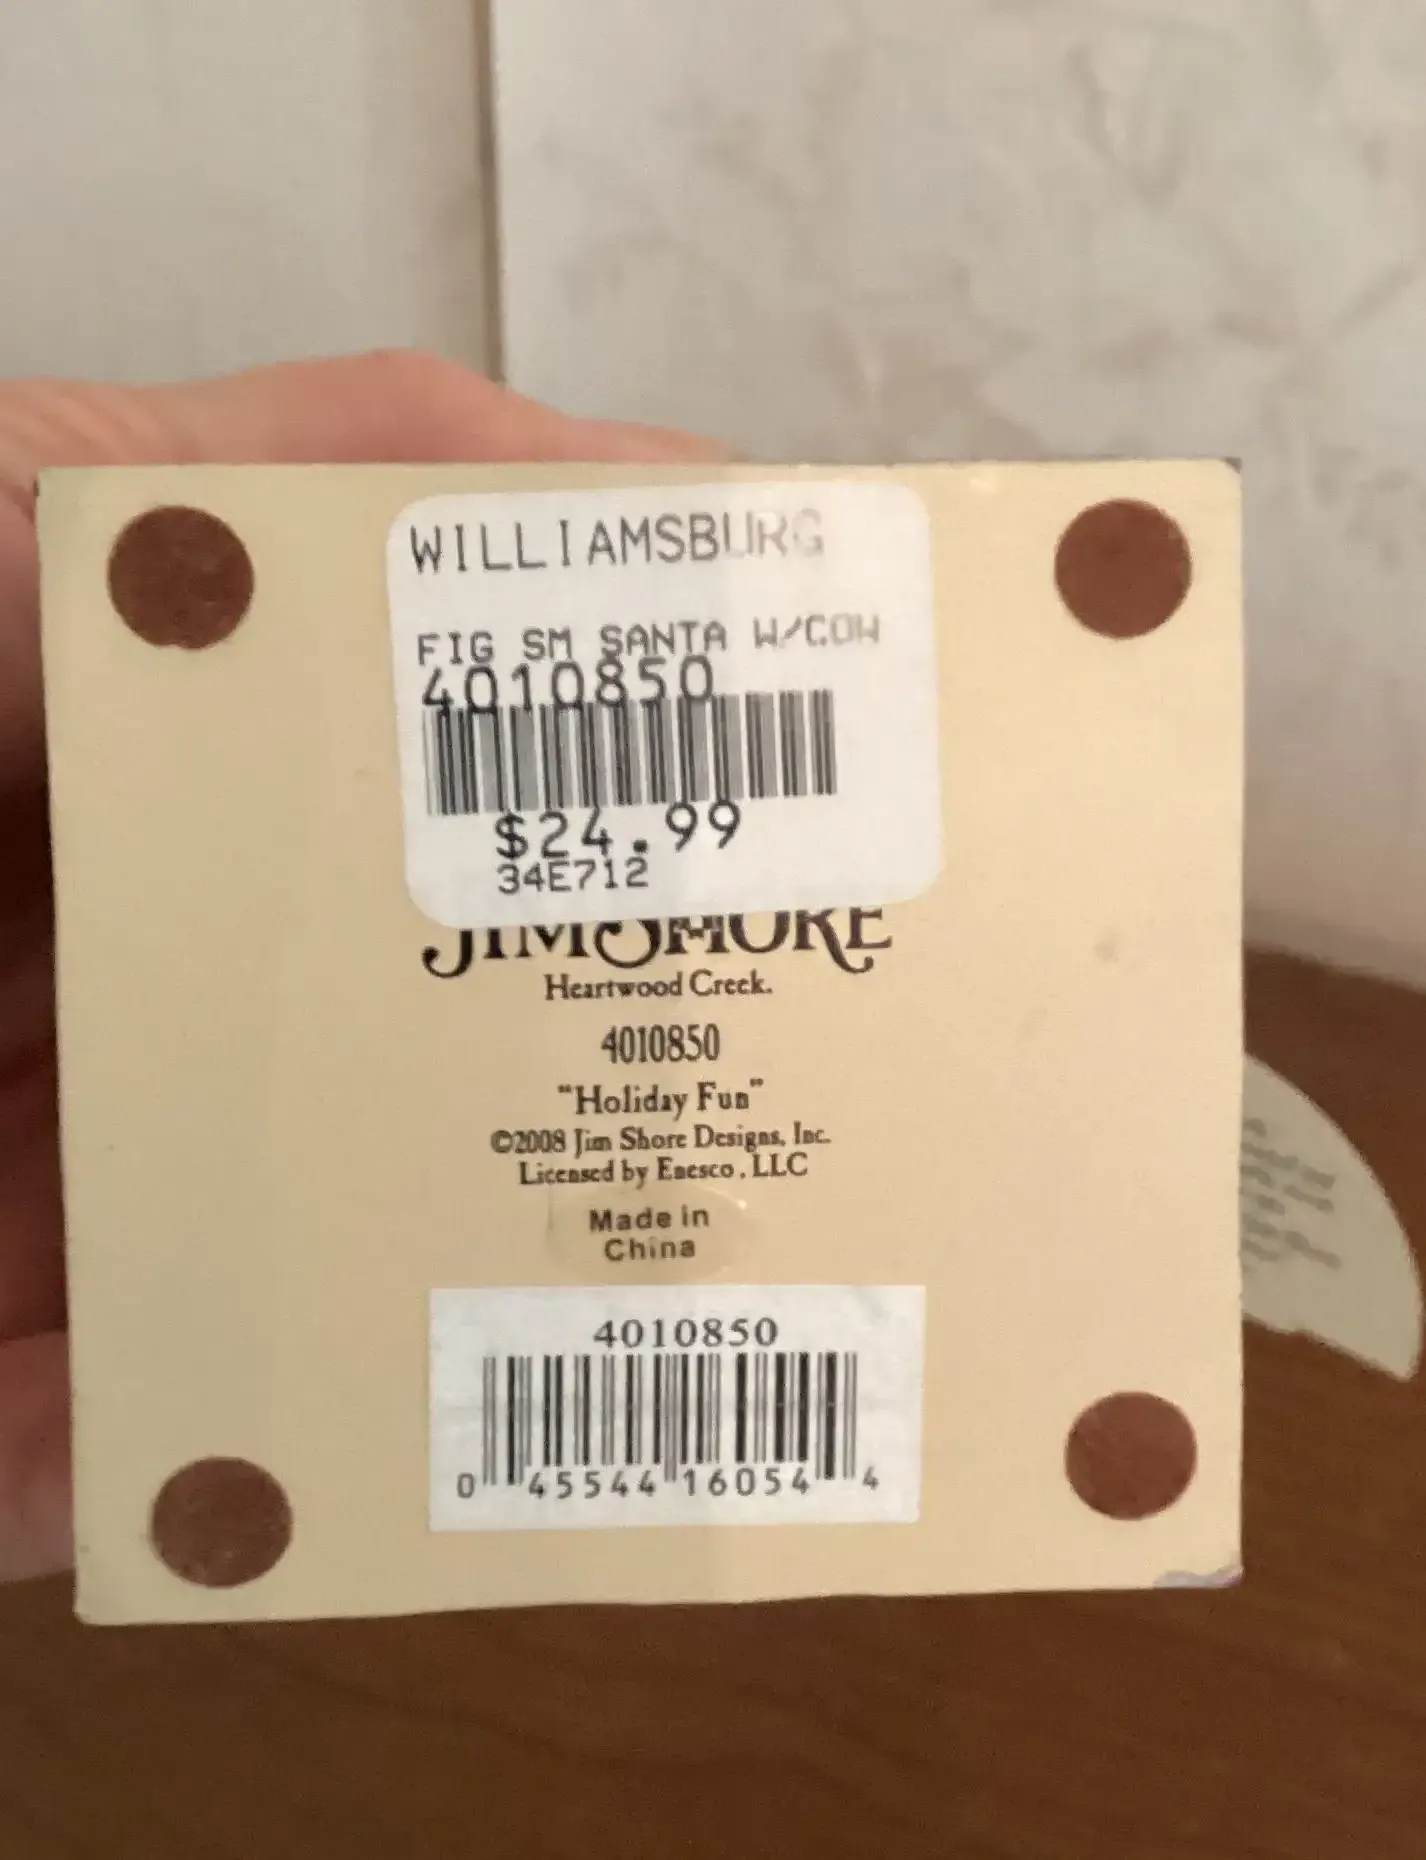 WILLIAMSBURG
FIG SM SANTA W/COW
4010850
$24.99
34E712
JIM SHORE
Heartwood Creek.
4010850
"Holiday Fun"
©2008 Jim Shore Designs, Inc.
Licensed by Enesco, LLC
Made in
China
4010850
0 45544 16054 4